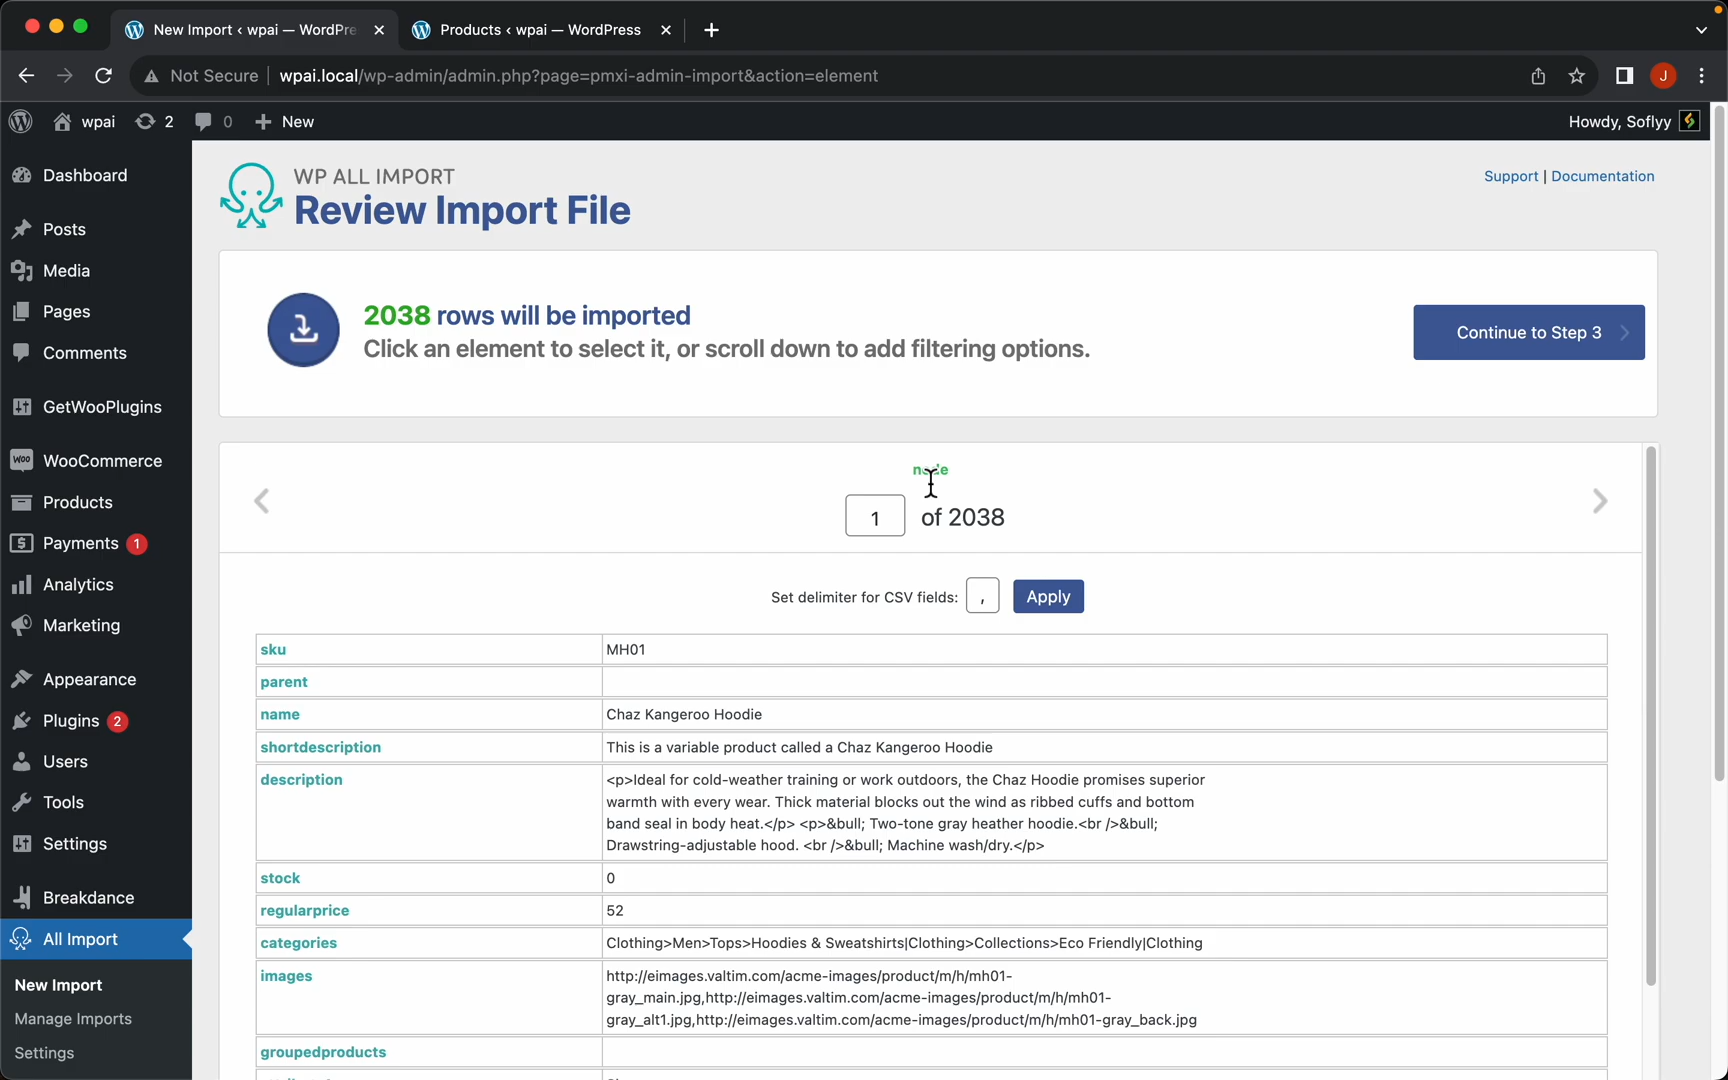 New Import ‹ wpai — WordPre
Products ‹ wpai — WordPress
Not Secure
wpai.local/wp-admin/admin.php?page=pmxi-admin-import&action=element
J
wpai
2
0
New
Howdy, Soflyy
Dashboard
Posts
Media
Pages
Comments
GetWooPlugins
WooCommerce
Products
Payments 1
Analytics
Marketing
Appearance
Plugins 2
Users
Tools
Settings
Breakdance
All Import
New Import
Manage Imports
Settings
WP ALL IMPORT
Review Import File
Support | Documentation
2038 rows will be imported
Click an element to select it, or scroll down to add filtering options.
Continue to Step 3
node
1 of 2038
Set delimiter for CSV fields: , Apply
sku MH01
parent
name Chaz Kangeroo Hoodie
shortdescription This is a variable product called a Chaz Kangeroo Hoodie
description <p>Ideal for cold-weather training or work outdoors, the Chaz Hoodie promises superior
warmth with every wear. Thick material blocks out the wind as ribbed cuffs and bottom
band seal in body heat.</p> <p>&bull; Two-tone gray heather hoodie.<br />&bull;
Drawstring-adjustable hood. <br />&bull; Machine wash/dry.</p>
stock 0
regularprice 52
categories Clothing>Men>Tops>Hoodies & Sweatshirts|Clothing>Collections>Eco Friendly|Clothing
images http://eimages.valtim.com/acme-images/product/m/h/mh01-
gray_main.jpg,http://eimages.valtim.com/acme-images/product/m/h/mh01-
gray_alt1.jpg,http://eimages.valtim.com/acme-images/product/m/h/mh01-gray_back.jpg
groupedproducts